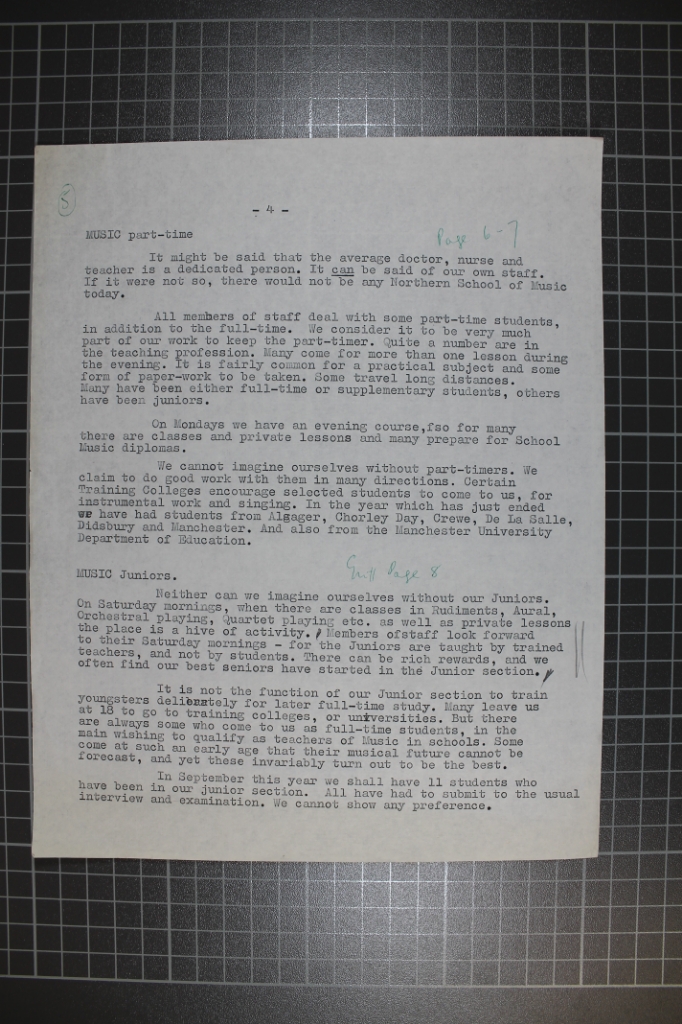 5
- 4 -
MUSIC part-time
Page 6-7
It might be said that the average doctor, nurse and
teacher is a dedicated person. It can be said of our own staff.
If it were not so, there would not be any Northern School of Music
today.
All members of staff deal with some part-time students,
in addition to the full-time. We consider it to be very much
part of our work to keep the part-timer. Quite a number are in
the teaching profession. Many come for more than one lesson during
the evening. It is fairly common for a practical subject and some
form of paper-work to be taken. Some travel long distances.
Many have been either full-time or supplementary students, others
have been juniors.
On Mondays we have an evening course, so for many
there are classes and private lessons and many prepare for School
Music diplomas.
We cannot imagine ourselves without part-timers. We
claim to do good work with them in many directions. Certain
Training Colleges encourage selected students to come to us, for
instrumental work and singing. In the year which has just ended
we have had students from Alsager, Chorley Day, Crewe, De La Salle,
Didsbury and Manchester. And also from the Manchester University
Department of Education.
Page 8
MUSIC Juniors.
Neither can we imagine ourselves without our Juniors.
On Saturday mornings, when there are classes in Rudiments, Aural,
Orchestral playing, Quartet playing etc. as well as private lessons
the place is a hive of activity. Members ofstaff look forward
to their Saturday mornings - for the Juniors are taught by trained
teachers, and not by students. There can be rich rewards, and we
often find our best seniors have started in the Junior section.
It is not the function of our Junior section to train
youngsters deliberately for later full-time study. Many leave us
at 18 to go to training colleges, or universities. But there
are always some who come to us as full-time students, in the
main wishing to qualify as teachers of Music in schools. Some
come at such an early age that their musical future cannot be
forecast, and yet these invariably turn out to be the best.
In September this year we shall have 11 students who
have been in our junior section. All have had to submit to the usual
interview and examination. We cannot show any preference.